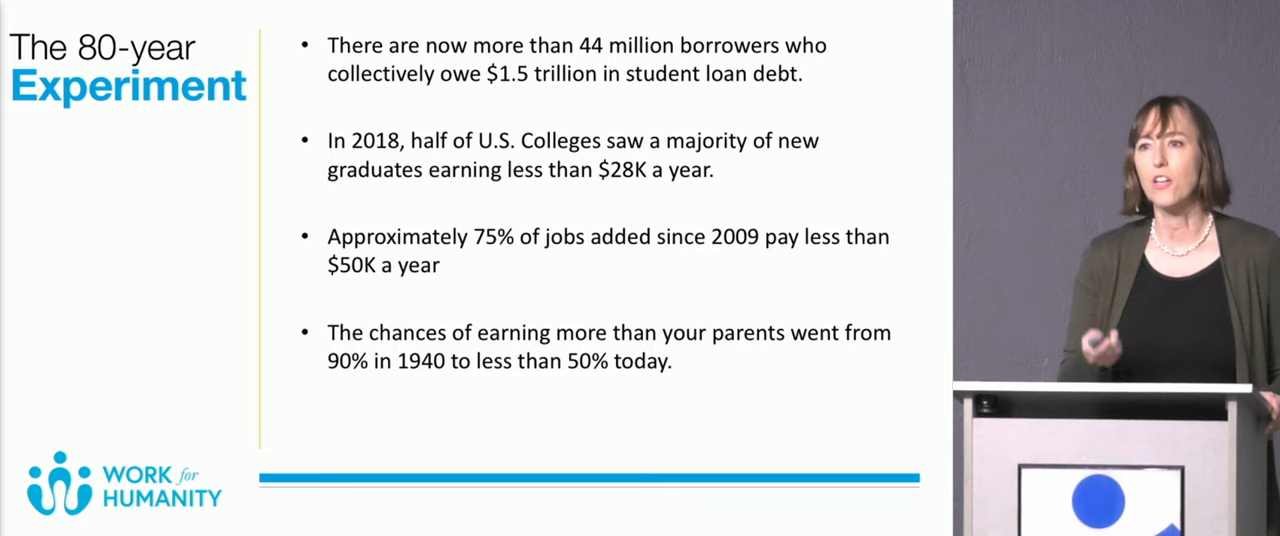 The 80-year
Experiment
• There are now more than 44 million borrowers who
collectively owe $1.5 trillion in student loan debt.
• In 2018, half of U.S. Colleges saw a majority of new
graduates earning less than $28K a year.
• Approximately 75% of jobs added since 2009 pay less than
$50K a year
• The chances of earning more than your parents went from
90% in 1940 to less than 50% today.
WORK for
HUMANITY